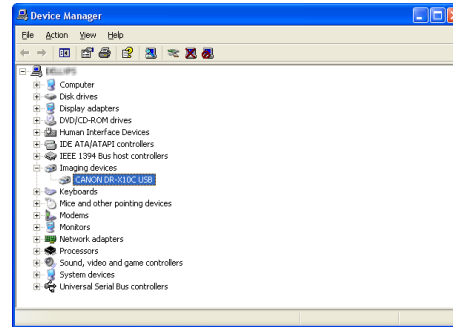 Device Manager
File Action View Help
Computer
Disk drives
Display adapters
DVD/CD-ROM drives
Human Interface Devices
IDE ATA/ATAPI controllers
IEEE 1394 Bus host controllers
Imaging devices
CANON DR-X10C USB
Keyboards
Mice and other pointing devices
Modems
Monitors
Network adapters
Processors
Sound, video and game controllers
System devices
Universal Serial Bus controllers